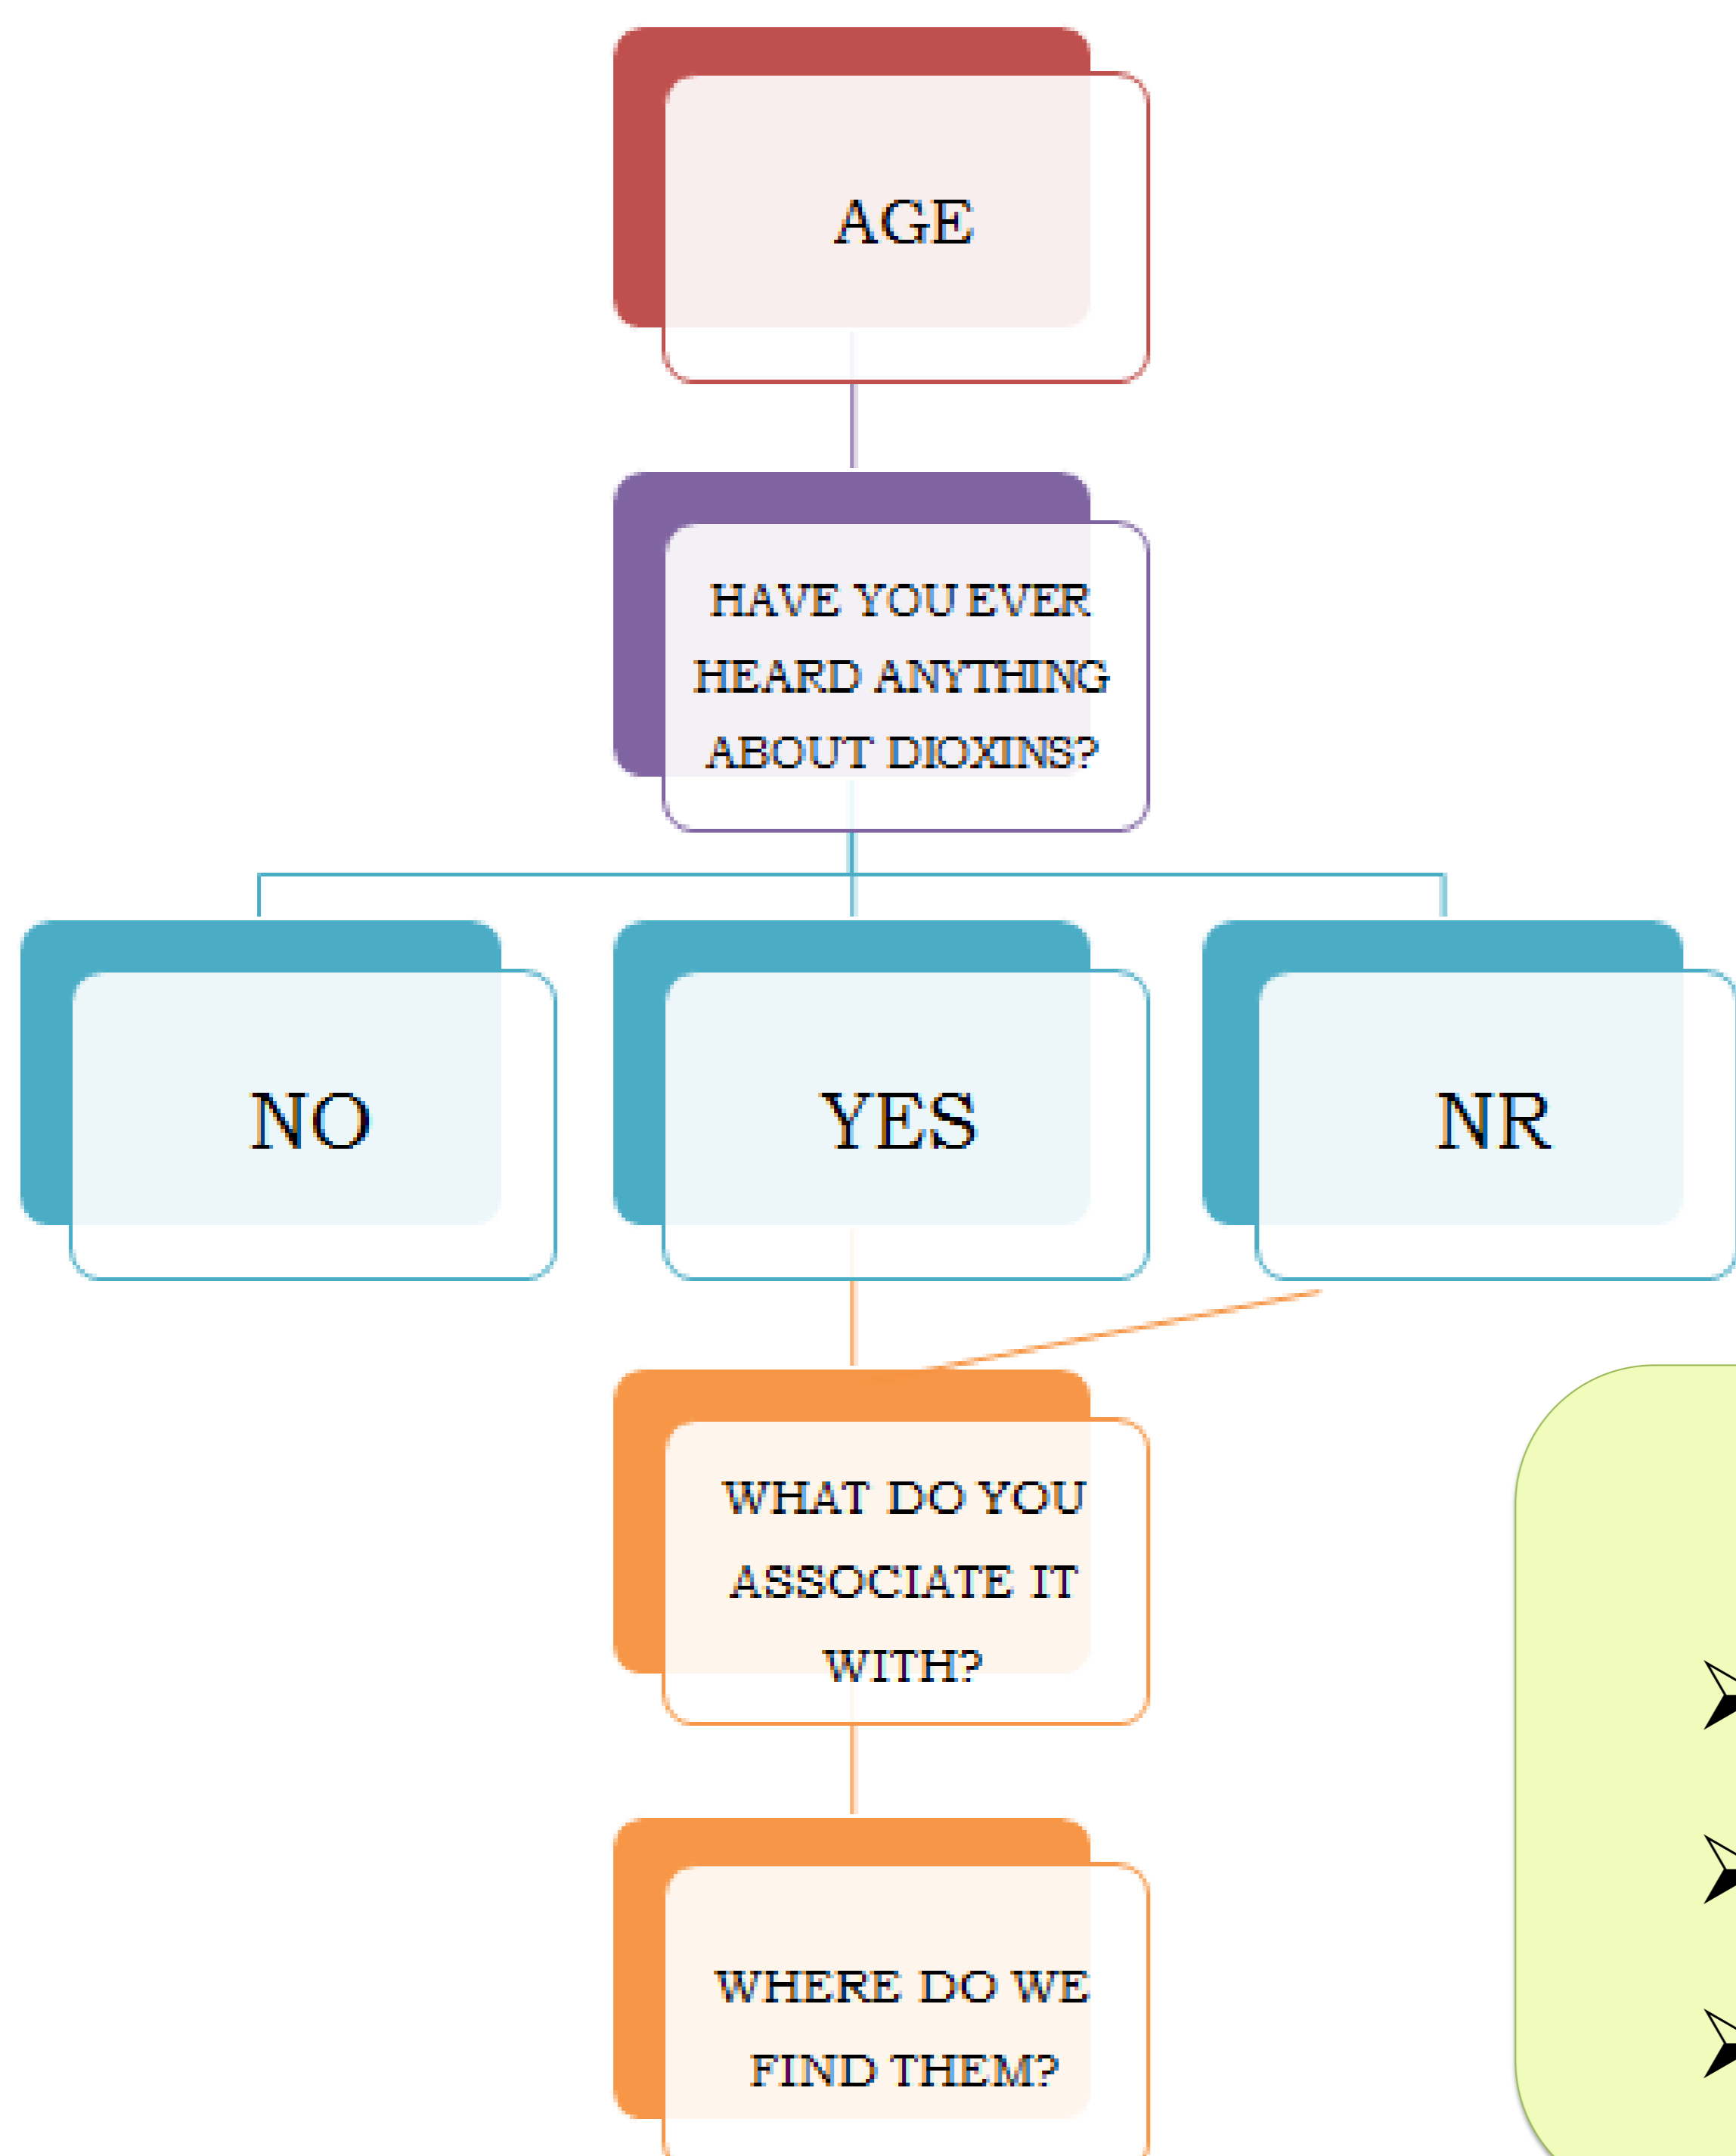 AGE
HAVE YOU EVER
HEARD ANYTHING
ABOUT DIOXINS?
NO
YES
NR
WHAT DO YOU
ASSOCIATE IT
WITH?
WHERE DO WE
FIND THEM?